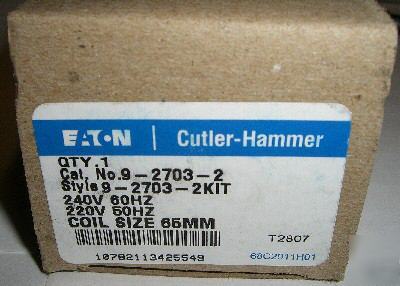 EATON | Cutler-Hammer
QTY.1
Cat. No.9-2703-2
Style 9-2703-2KIT
240V 60HZ
220V 50HZ
COIL SIZE 65MM
T2807
10782113425549
68C2911H01